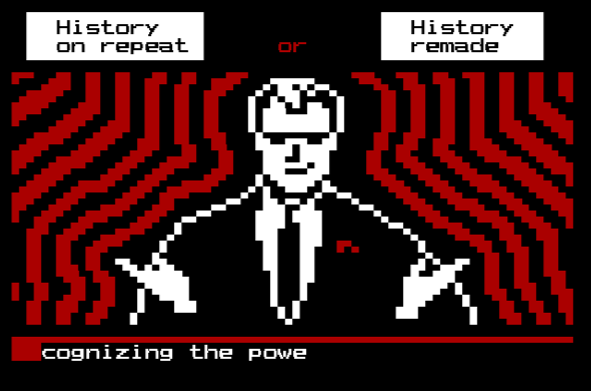 History
on repeat
or
History
remade
cognizing the powe